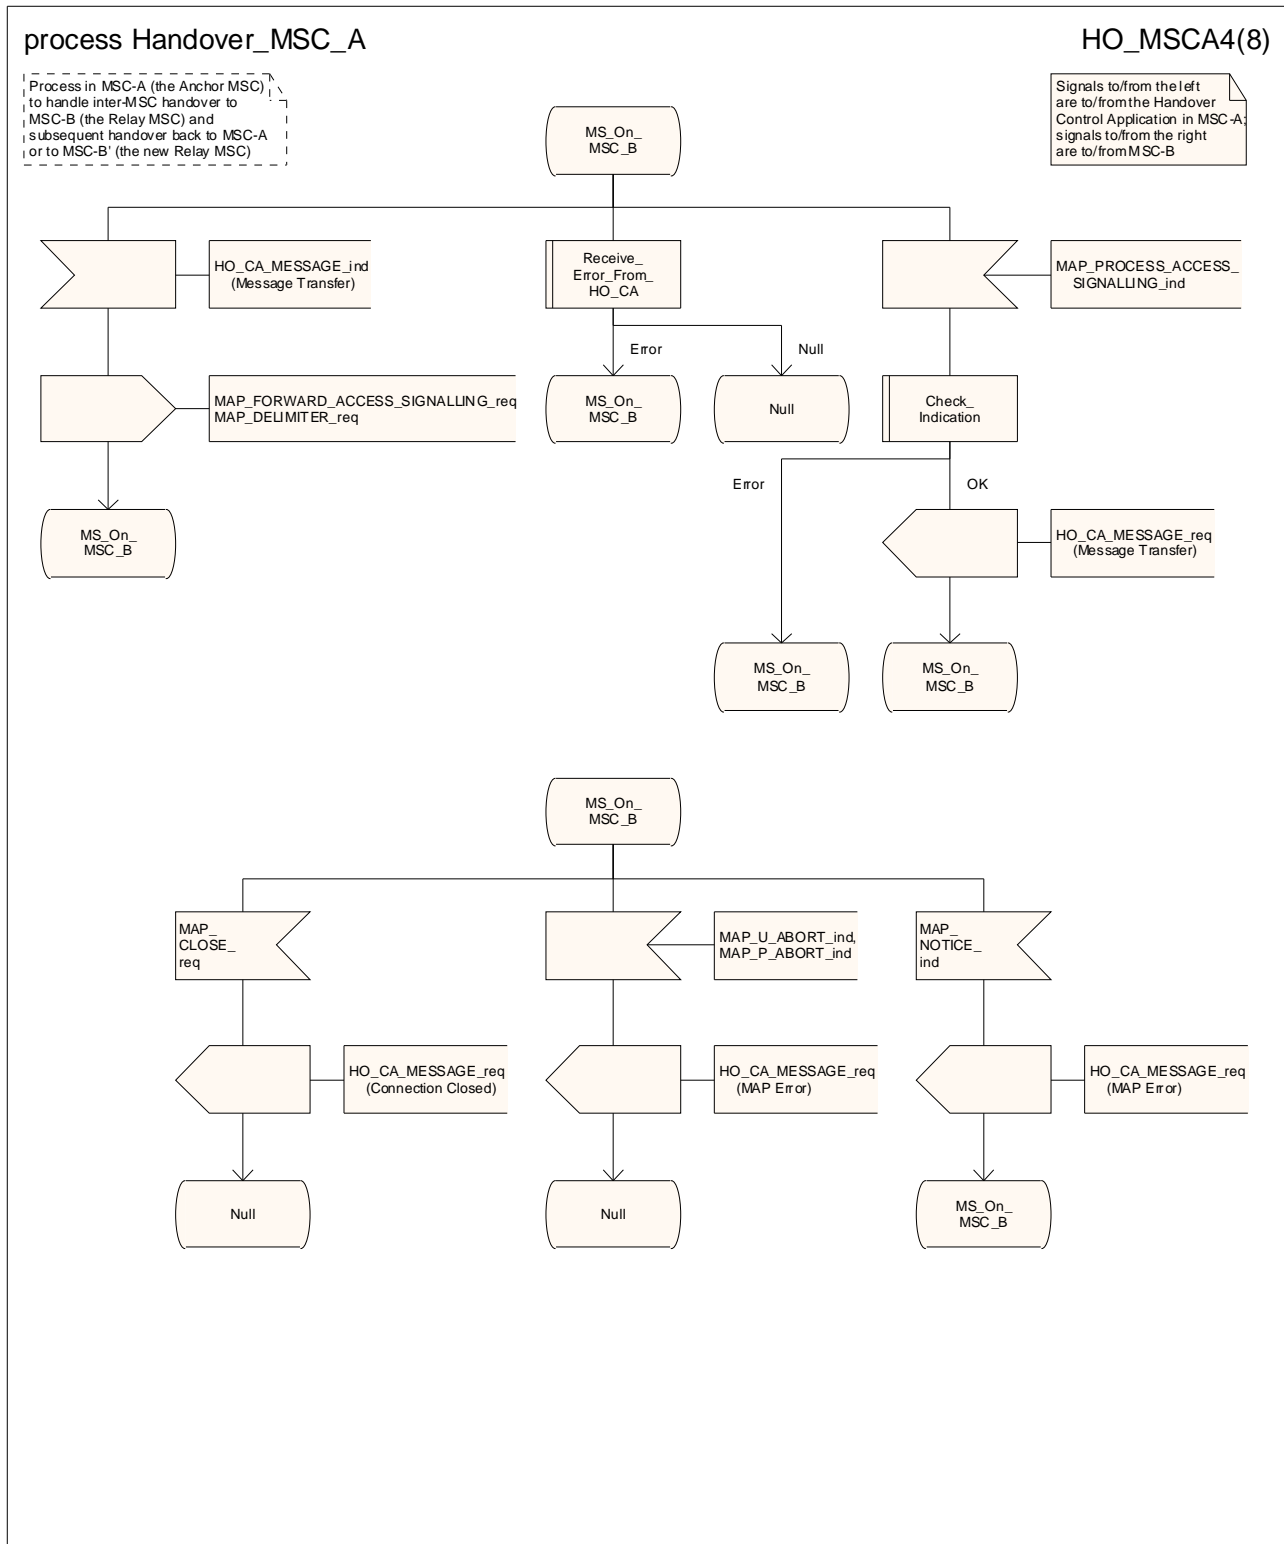 process Handover_MSC_A
HO_MSCA4(8)
Process in MSC-A (the Anchor MSC)
to handle inter-MSC handover to
MSC-B (the Relay MSC) and
subsequent handover back to MSC-A
or to MSC-B' (the new Relay MSC)
Signals to/from the left
are to/from the Handover
Control Application in MSC-A;
signals to/from the right
are to/from MSC-B
MS_On_
MSC_B
HO_CA_MESSAGE_ind
(Message Transfer)
Receive_
Error_From_
HO_CA
MAP_PROCESS_ACCESS_
SIGNALLING_ind
Error
Null
MAP_FORWARD_ACCESS_SIGNALLING_req
MAP_DELIMITER_req
MS_On_
MSC_B
Null
Check_
Indication
Error
OK
MS_On_
MSC_B
HO_CA_MESSAGE_req
(Message Transfer)
MS_On_
MSC_B
MS_On_
MSC_B
MS_On_
MSC_B
MAP_
CLOSE_
req
MAP_U_ABORT_ind,
MAP_P_ABORT_ind
MAP_
NOTICE_
ind
HO_CA_MESSAGE_req
(Connection Closed)
HO_CA_MESSAGE_req
(MAP Error)
HO_CA_MESSAGE_req
(MAP Error)
Null
Null
MS_On_
MSC_B